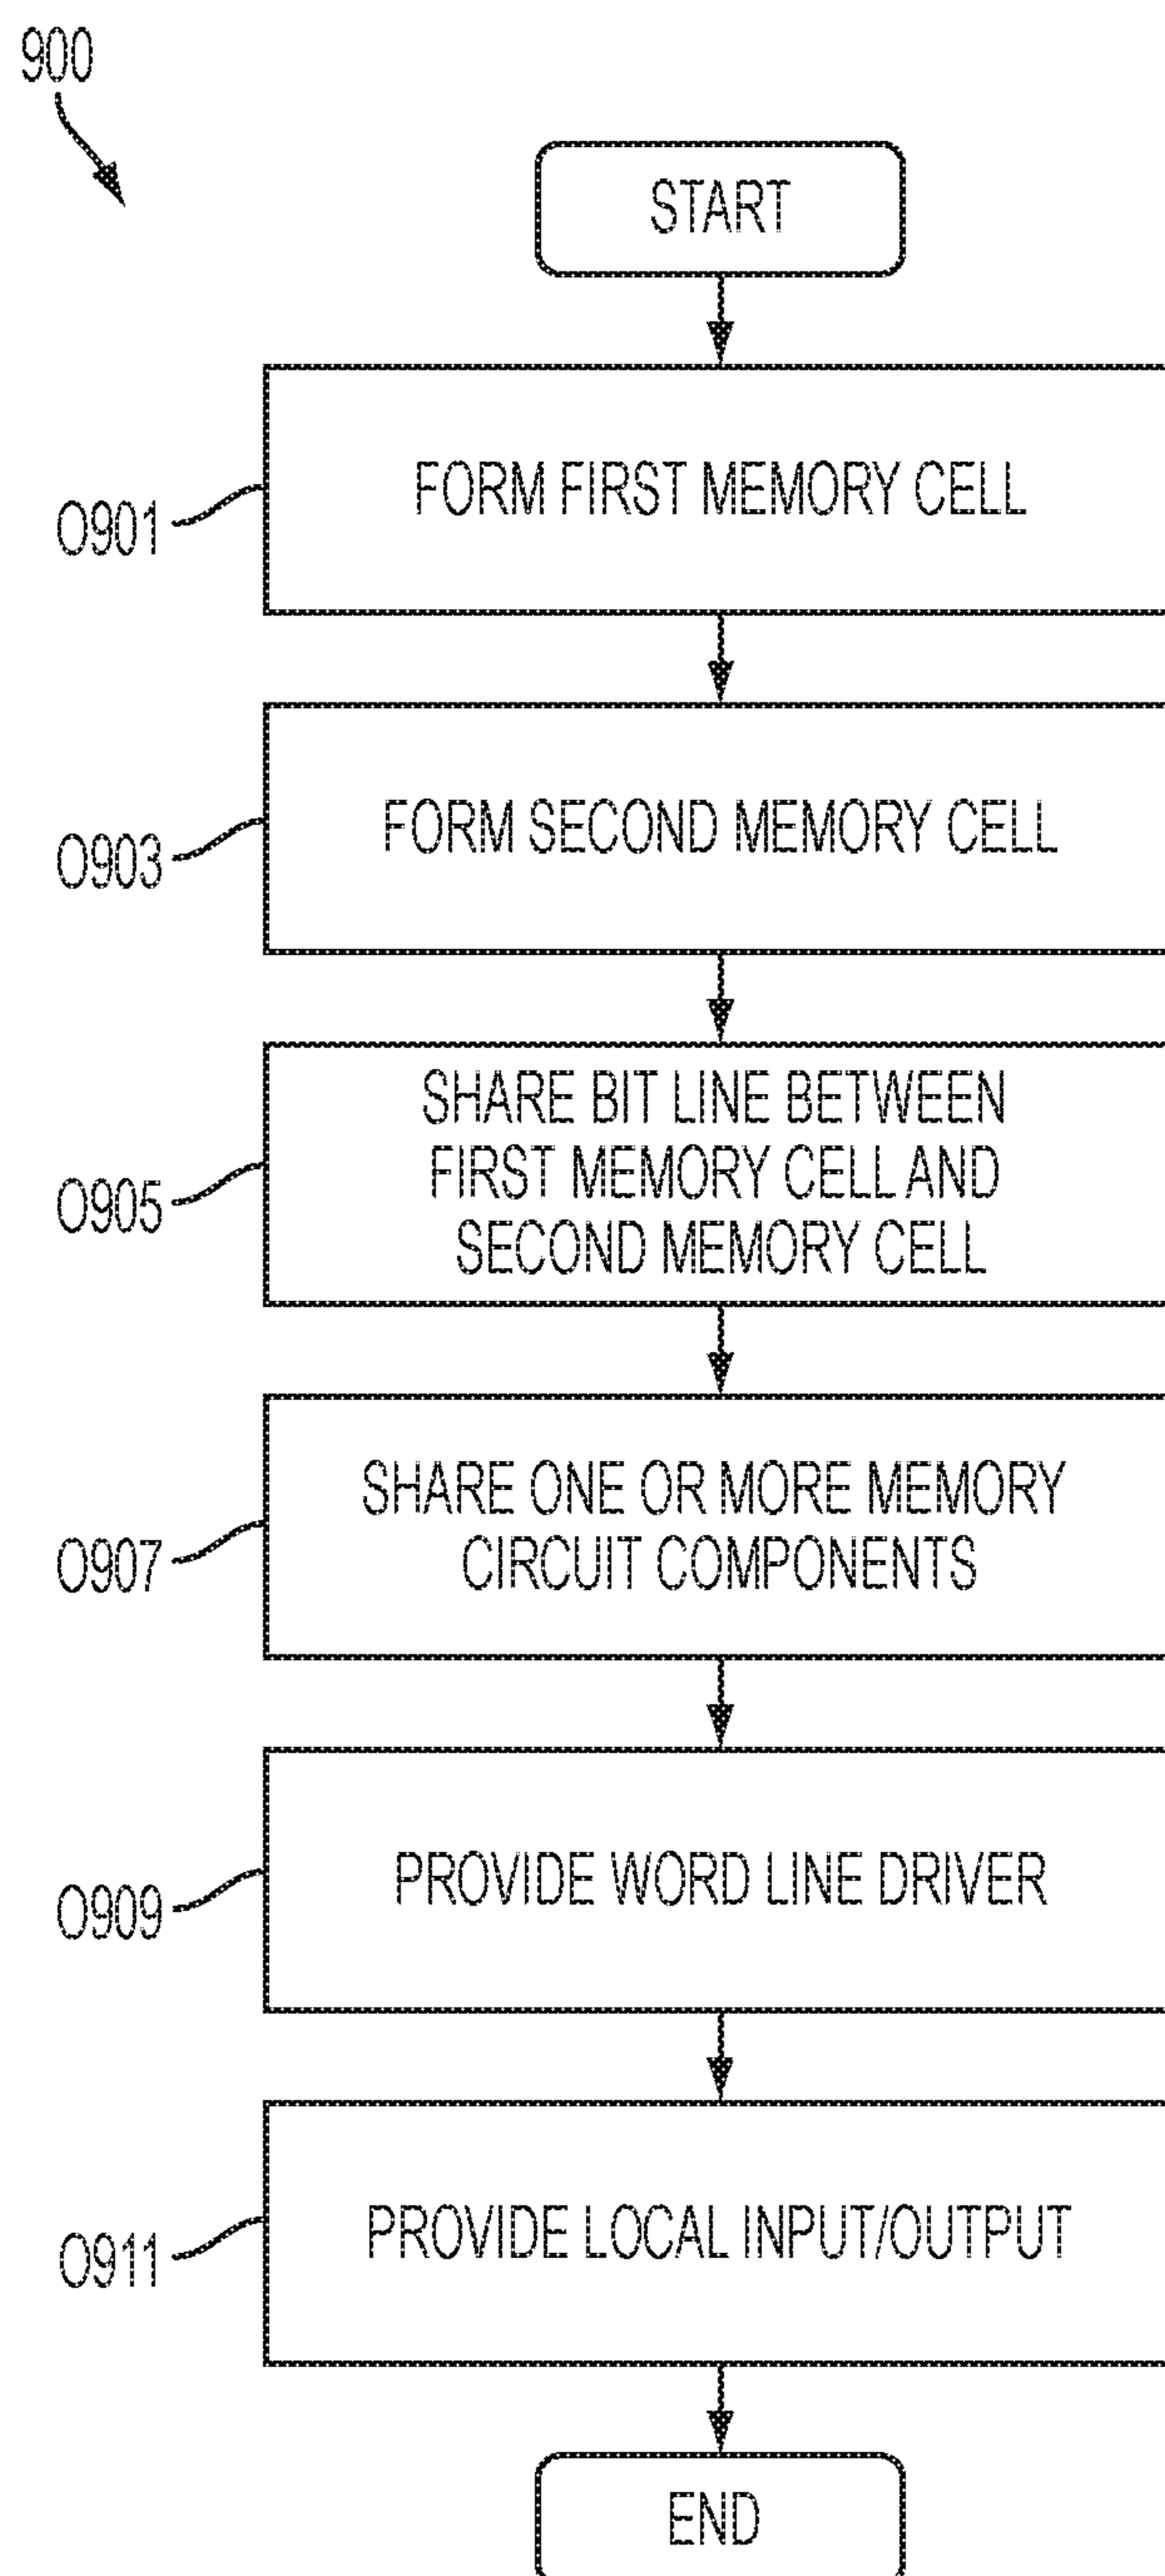 900
START
FORM FIRST MEMORY CELL
O901
FORM SECOND MEMORY CELL
O903
SHARE BIT LINE BETWEEN
FIRST MEMORY CELL AND
SECOND MEMORY CELL
O905
SHARE ONE OR MORE MEMORY
CIRCUIT COMPONENTS
O907
PROVIDE WORD LINE DRIVER
O909
PROVIDE LOCAL INPUT/OUTPUT
O911
END